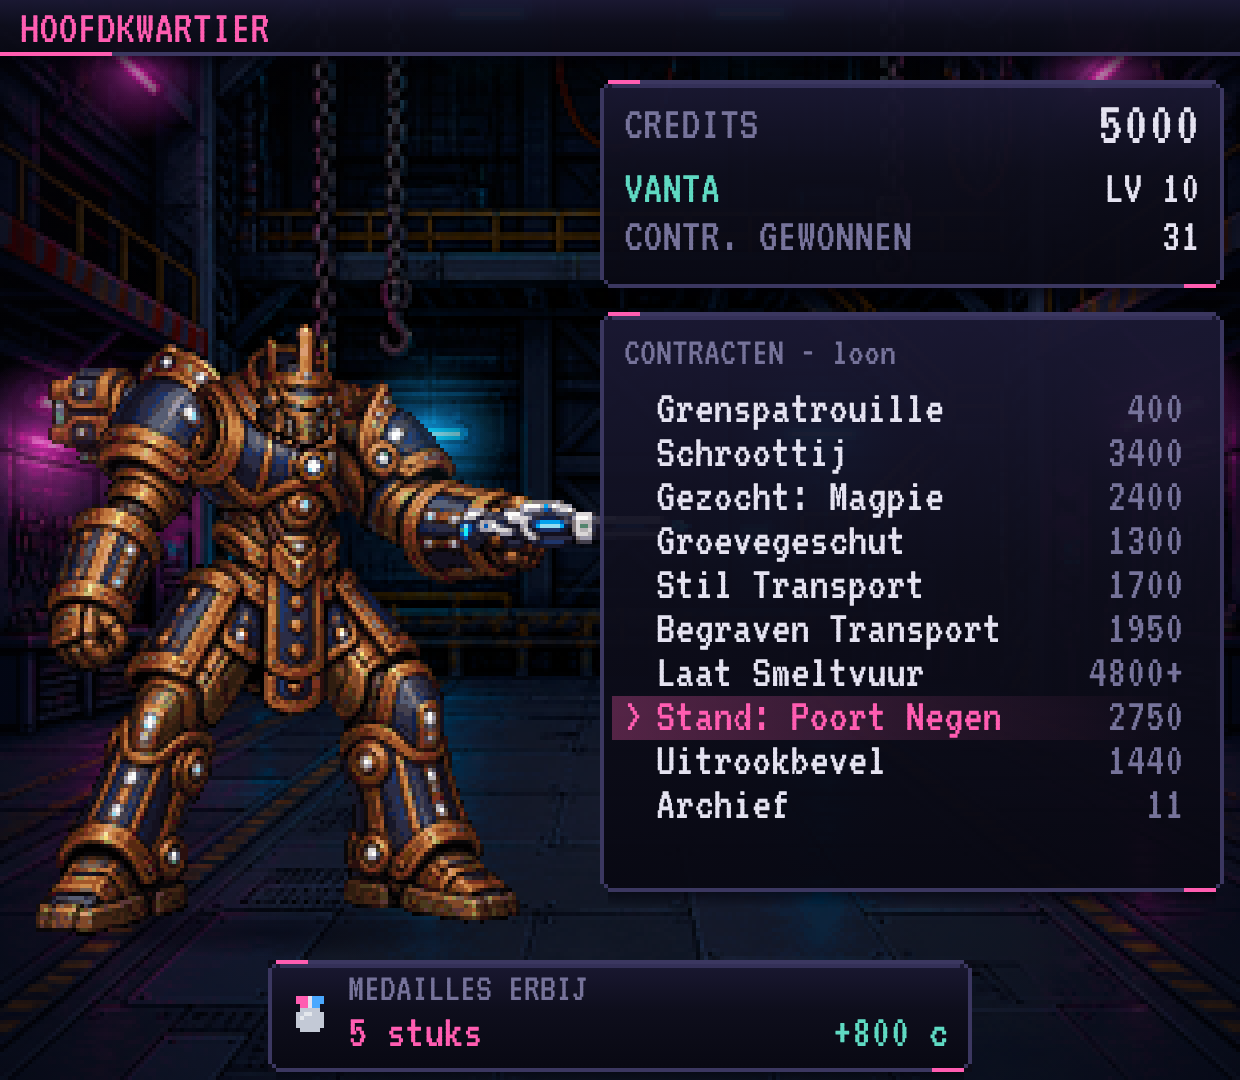 HOOFDKWARTIER
CREDITS 5000
VANTA LV 10
CONTR. GEWONNEN 31
CONTRACTEN - loon
Grenspatrouille 400
Schroottij 3400
Gezocht: Magpie 2400
Groevegeschut 1300
Stil Transport 1700
Begraven Transport 1950
Laat Smeltvuur 4800+
> Stand: Poort Negen 2750
Uitrookbevel 1440
Archief 11
MEDAILLES ERBIJ
5 stuks +800 c